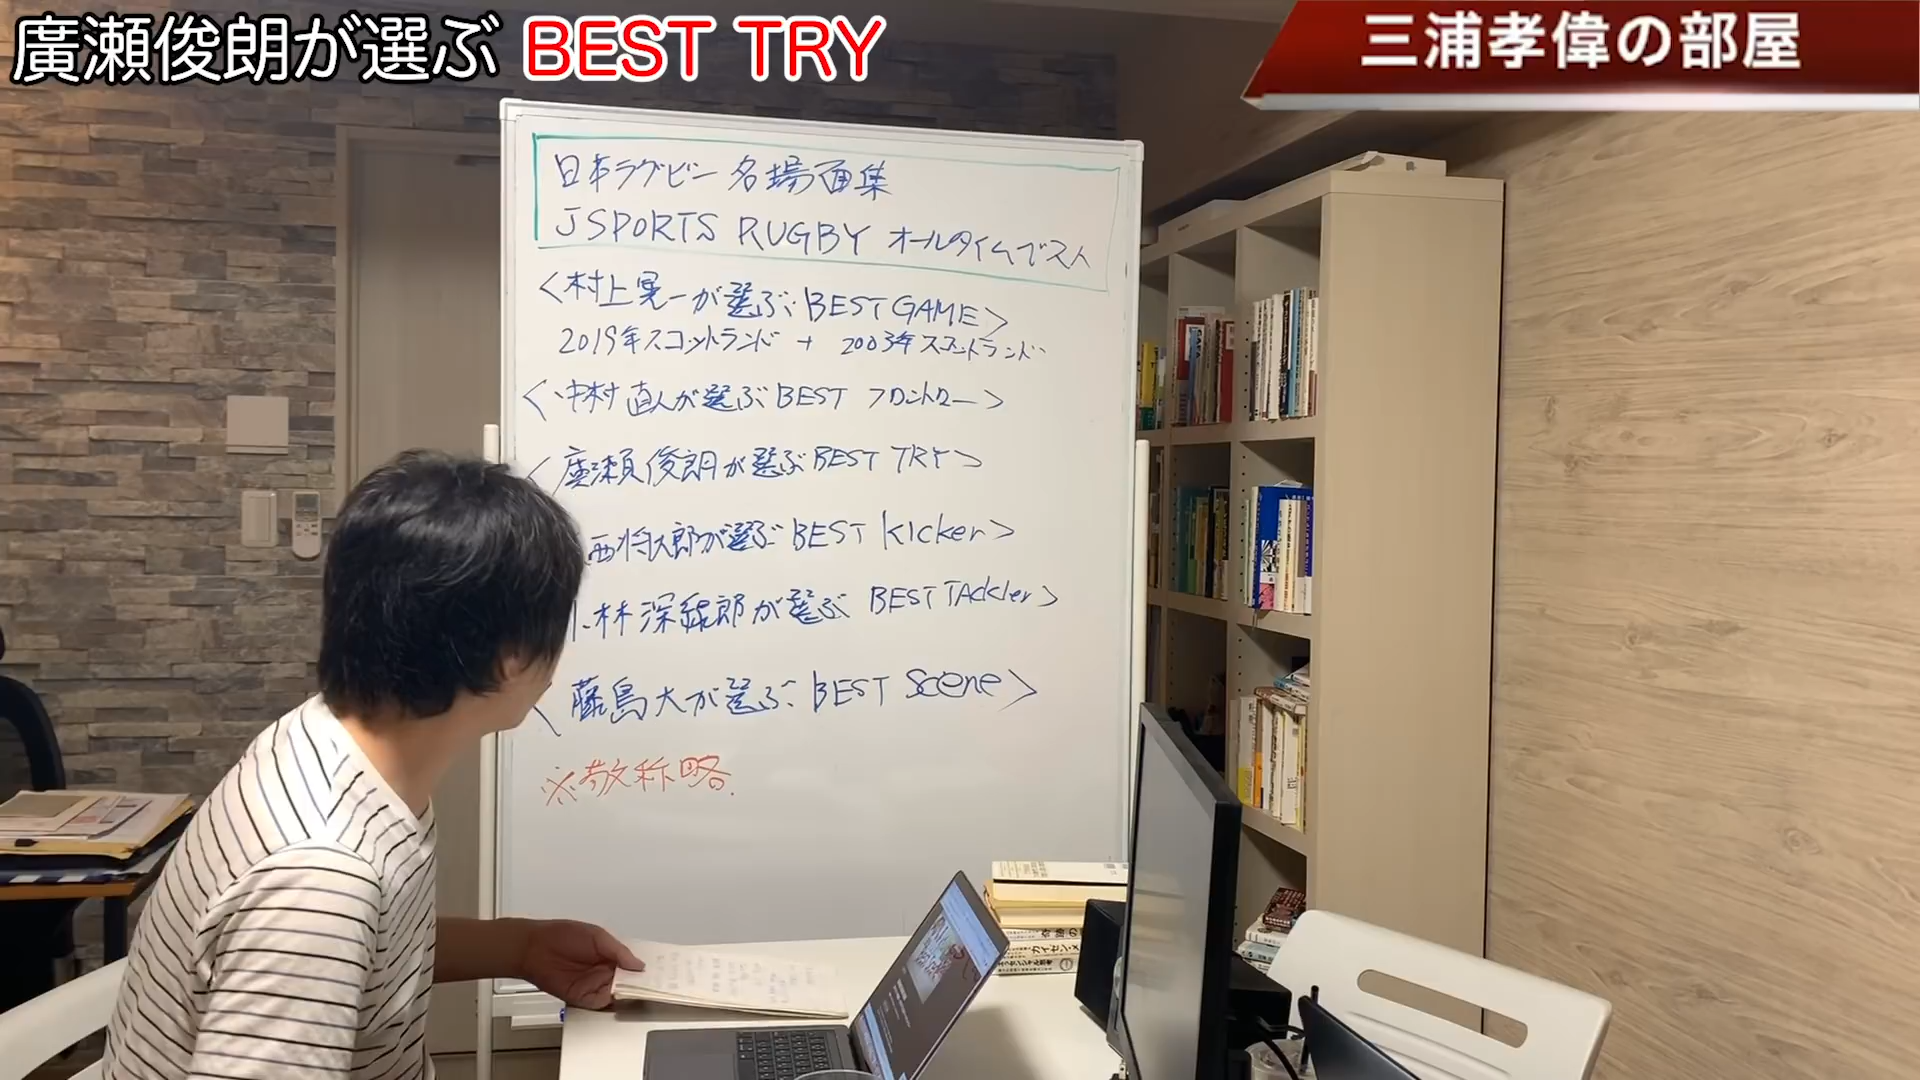 廣瀬俊朗が選ぶ BEST TRY
三浦孝偉の部屋
日本ラグビー 名場面集
JSPORTS RUGBY オールタイムベスト
<村上晃一が選ぶ BEST GAME>
2019年スコットランド + 2003年スコットランド
<中村直人が選ぶ BEST フロントロー>
<廣瀬俊朗が選ぶ BEST TRY>
西将太郎が選ぶ BEST Kicker>
小林深緑郎が選ぶ BEST TAckler>
<藤島大が選ぶ BEST Scene>
※敬称略